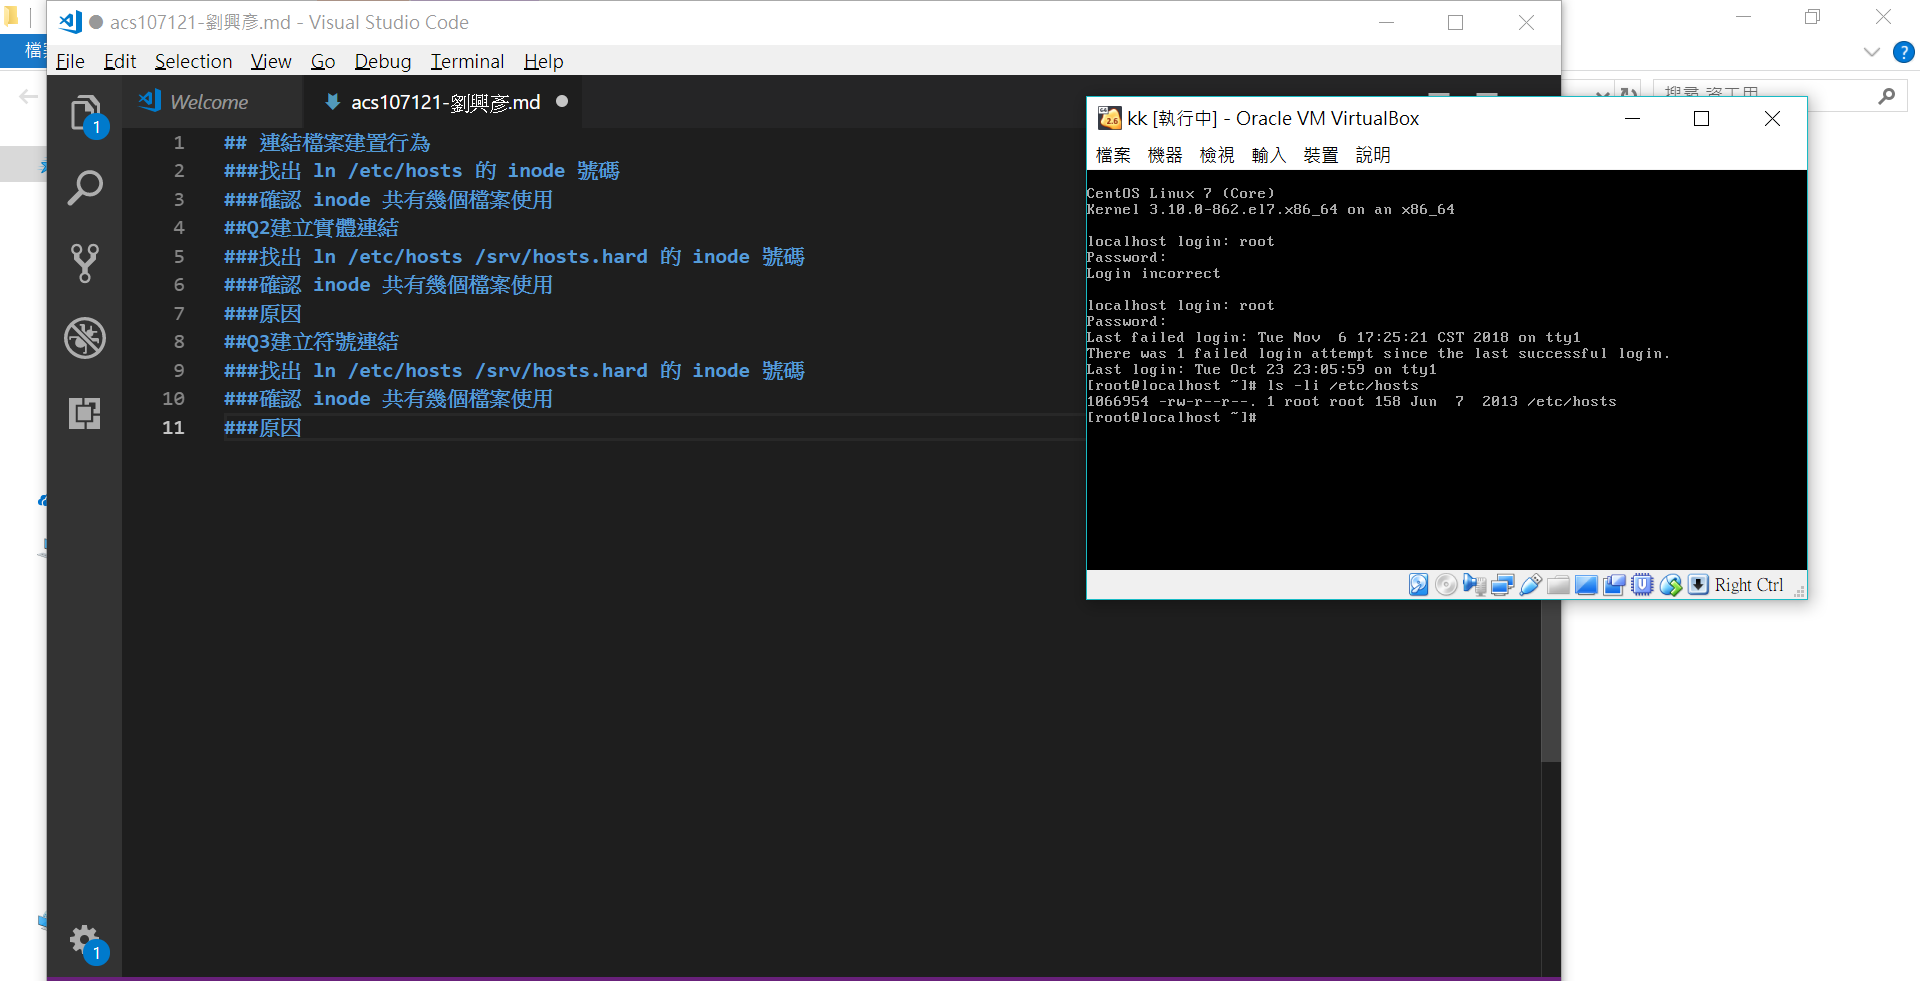 acs107121-劉興彥.md - Visual Studio Code
File Edit Selection View Go Debug Terminal Help
Welcome
acs107121-劉興彥.md
1 ## 連結檔案建置行為
2 ###找出 ln /etc/hosts 的 inode 號碼
3 ###確認 inode 共有幾個檔案使用
4 ##Q2建立實體連結
5 ###找出 ln /etc/hosts /srv/hosts.hard 的 inode 號碼
6 ###確認 inode 共有幾個檔案使用
7 ###原因
8 ##Q3建立符號連結
9 ###找出 ln /etc/hosts /srv/hosts.hard 的 inode 號碼
10 ###確認 inode 共有幾個檔案使用
11 ###原因
1
1
kk [執行中] - Oracle VM VirtualBox
檔案 機器 檢視 輸入 裝置 說明
CentOS Linux 7 (Core)
Kernel 3.10.0-862.el7.x86_64 on an x86_64
localhost login: root
Password:
Login incorrect
localhost login: root
Password:
Last failed login: Tue Nov  6 17:25:21 CST 2018 on tty1
There was 1 failed login attempt since the last successful login.
Last login: Tue Oct 23 23:05:59 on tty1
[root@localhost ~]# ls -li /etc/hosts
1066954 -rw-r--r--. 1 root root 158 Jun  7  2013 /etc/hosts
[root@localhost ~]#
Right Ctrl